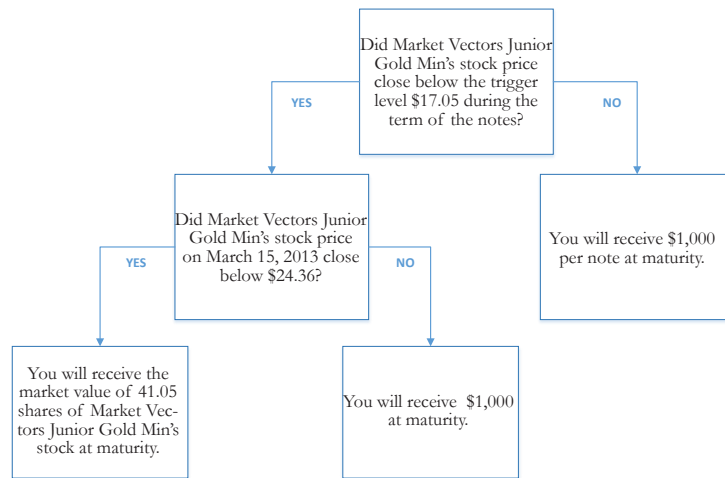 Did Market Vectors Junior
Gold Min's stock price
close below the trigger
level $17.05 during the
term of the notes?
YES
NO
Did Market Vectors Junior
Gold Min's stock price
on March 15, 2013 close
below $24.36?
You will receive $1,000
per note at maturity.
YES
NO
You will receive the
market value of 41.05
shares of Market Vec-
tors Junior Gold Min's
stock at maturity.
You will receive $1,000
at maturity.